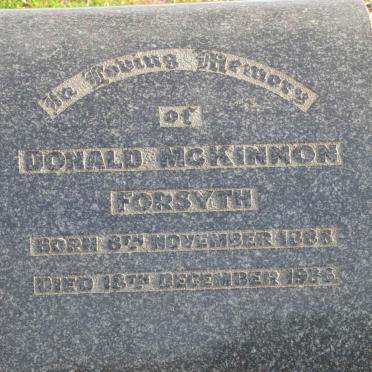 In Loving Memory
of
DONALD MCKINNON
FORSYTH
BORN NOVEMBER
DIED DECEMBER